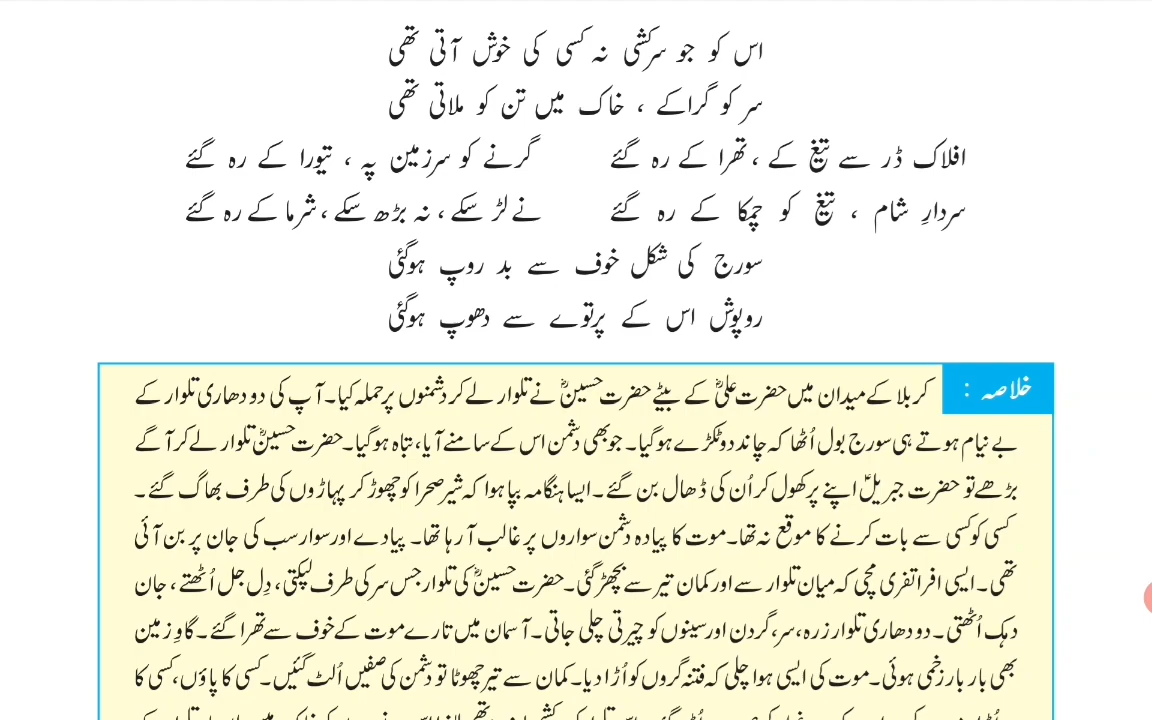 اس کو جو سرکشی نہ کسی کی خوش آتی تھی
سر کو گراکے ، خاک میں تن کو ملاتی تھی
افلاک ڈر سے تیغ کے ، تھرا کے رہ گئے گرنے کو سرزمین پہ ، تیورا کے رہ گئے
سردارِ شام ، تیغ کو چمکا کے رہ گئے نے لڑ سکے ، نہ بڑھ سکے ، شرما کے رہ گئے
سورج کی شکل خوف سے بد روپ ہوگئی
روپوش اس کے پرتوے سے دھوپ ہوگئی
خلاصہ : کربلا کے میدان میں حضرت علیؓ کے بیٹے حضرت حسینؓ نے تلوار لے کر دشمنوں پر حملہ کیا۔ آپ کی دو دھاری تلوار کے
بے نیام ہوتے ہی سورج بول اُٹھا کہ چاند دو ٹکڑے ہوگیا۔ جو بھی دشمن اس کے سامنے آیا، تباہ ہوگیا۔ حضرت حسینؓ تلوار لے کر آگے
بڑھے تو حضرت جبریلؑ اپنے پر کھول کر اُن کی ڈھال بن گئے۔ ایسا ہنگامہ بپا ہوا کہ شیر صحرا کو چھوڑ کر پہاڑوں کی طرف بھاگ گئے۔
کسی کو کسی سے بات کرنے کا موقع نہ تھا۔ موت کا پیادہ دشمن سواروں پر غالب آ رہا تھا۔ پیادے اور سوار سب کی جان پر بن آئی
تھی۔ ایسی افراتفری مچی کہ میان تلوار سے اور کمان تیر سے بچھڑ گئی۔ حضرت حسینؓ کی تلوار جس سر کی طرف لپکتی، دِل جل اُٹھتے، جان
دہک اُٹھتی۔ دو دھاری تلوار زرہ، سر، گردن اور سینوں کو چیرتی چلی جاتی۔ آسمان میں تارے موت کے خوف سے تھرا گئے۔ گاوِ زمین
بھی بار بار زخمی ہوئی۔ موت کی ایسی ہوا چلی کہ فتنہ گروں کو اُڑا دیا۔ کمان سے تیر چھوٹا تو دشمن کی صفیں اُلٹ گئیں۔ کسی کا پاؤں، کسی کا